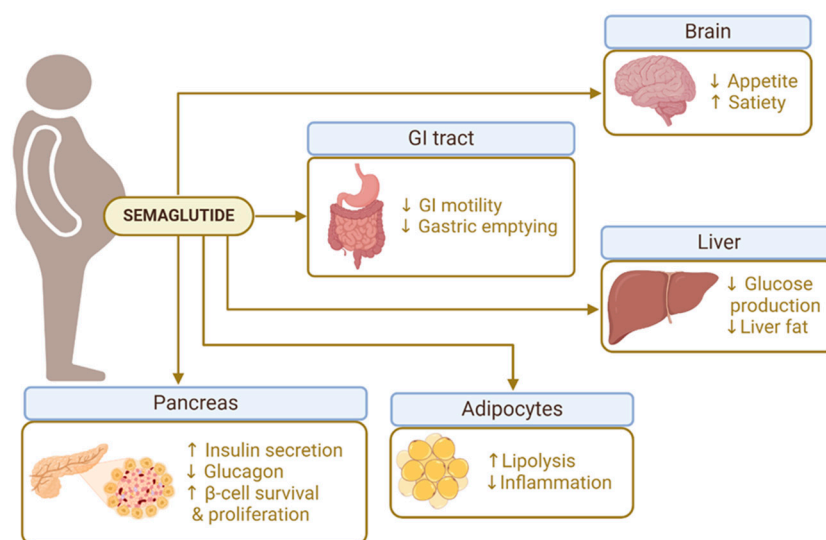 Brain
↓ Appetite
↑ Satiety
GI tract
↓ GI motility
↓ Gastric emptying
SEMAGLUTIDE
Liver
↓ Glucose
production
↓Liver fat
Pancreas
↑ Insulin secretion
↓ Glucagon
↑ β-cell survival
& proliferation
Adipocytes
↑Lipolysis
↓Inflammation